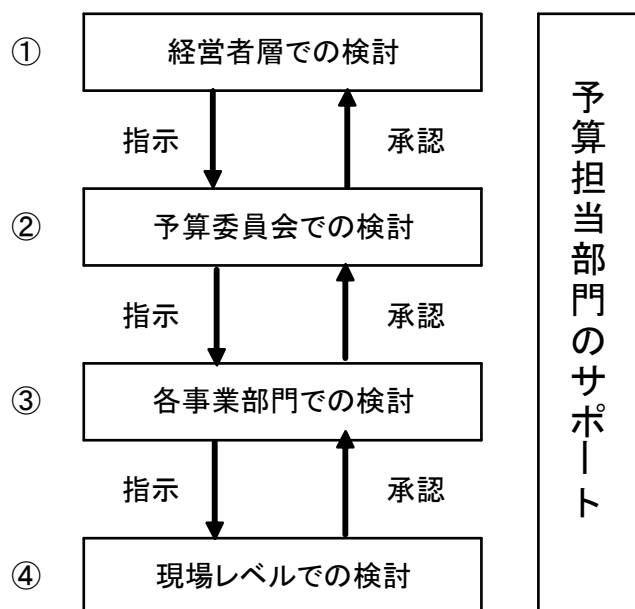 ① 経営者層での検討
指示 承認
② 予算委員会での検討
指示 承認
③ 各事業部門での検討
指示 承認
④ 現場レベルでの検討
予算担当部門のサポート